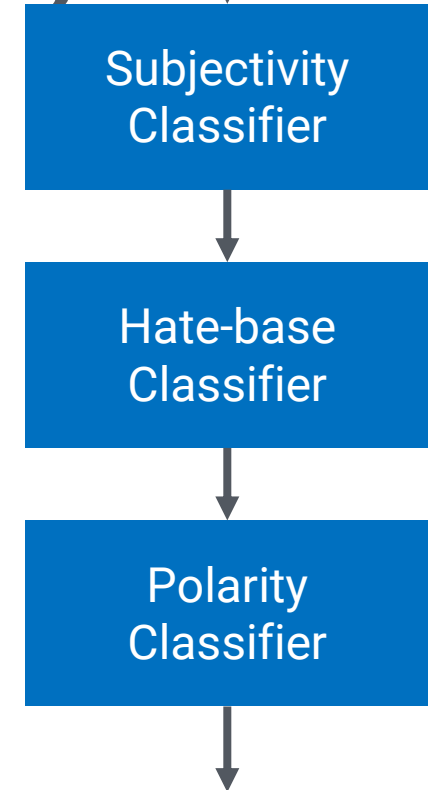 Subjectivity
Classifier
Hate-base
Classifier
Polarity
Classifier